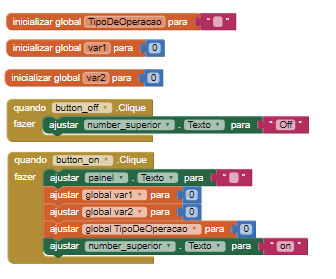 inicializar global TipoDeOperacao para " "
inicializar global var1 para 0
inicializar global var2 para 0
quando button_off .Clique
fazer ajustar number_superior . Texto para " Off "
quando button_on .Clique
fazer ajustar painel . Texto para " "
ajustar global var1 para 0
ajustar global var2 para 0
ajustar global TipoDeOperacao para 0
ajustar number_superior . Texto para " on "